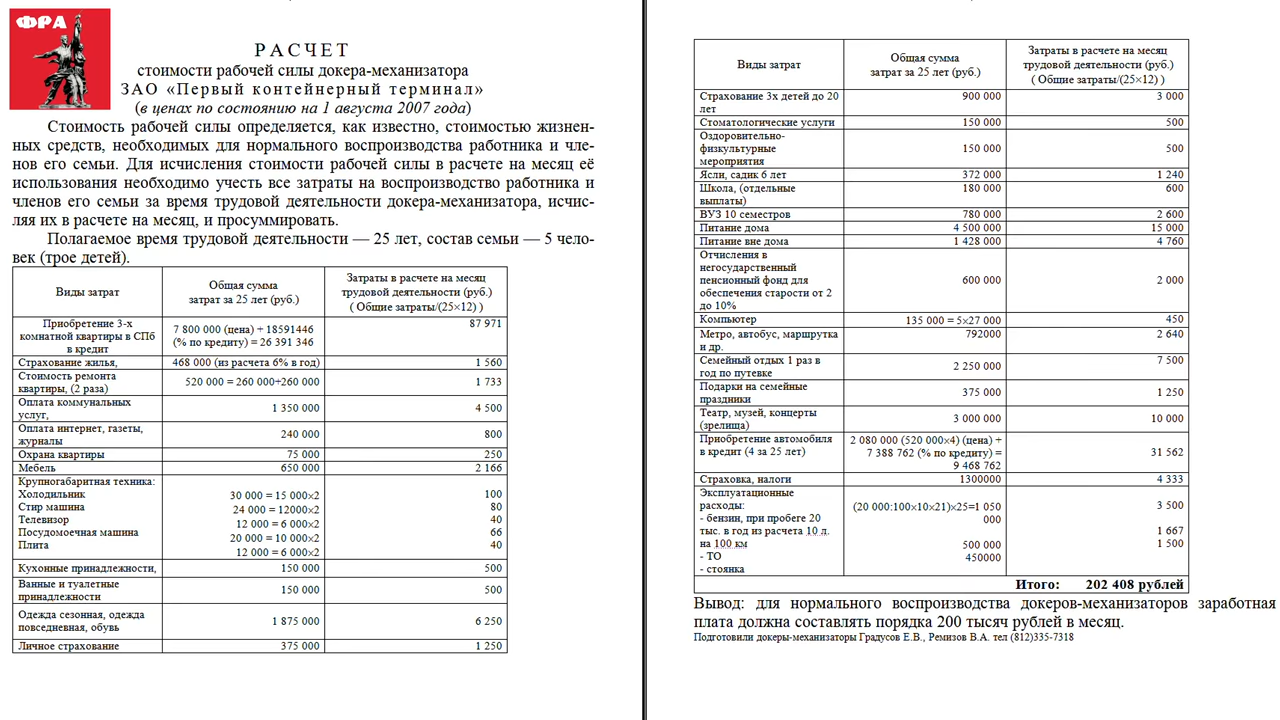 ФРА
РАСЧЕТ
стоимости рабочей силы докера-механизатора
ЗАО «Первый контейнерный терминал»
(в ценах по состоянию на 1 августа 2007 года)
Стоимость рабочей силы определяется, как известно, стоимостью жизнен-
ных средств, необходимых для нормального воспроизводства работника и чле-
нов его семьи. Для исчисления стоимости рабочей силы в расчете на месяц её
использования необходимо учесть все затраты на воспроизводство работника и
членов его семьи за время трудовой деятельности докера-механизатора, исчис-
ляя их в расчете на месяц, и просуммировать.
Полагаемое время трудовой деятельности — 25 лет, состав семьи — 5 чело-
век (трое детей).
Виды затрат
Общая сумма
затрат за 25 лет (руб.)
Затраты в расчете на месяц
трудовой деятельности (руб.)
( Общие затраты/(25×12) )
Приобретение 3-х
комнатной квартиры в СПб
в кредит
7 800 000 (цена) + 18591446
(% по кредиту) = 26 391 346
87 971
Страхование жилья, 468 000 (из расчета 6% в год) 1 560
Стоимость ремонта
квартиры, (2 раза)
520 000 = 260 000+260 000 1 733
Оплата коммунальных
услуг,
1 350 000 4 500
Оплата интернет, газеты,
журналы
240 000 800
Охрана квартиры 75 000 250
Мебель 650 000 2 166
Крупногабаритная техника:
Холодильник 30 000 = 15 000×2 100
Стир машина 24 000 = 12000×2 80
Телевизор 12 000 = 6 000×2 40
Посудомоечная машина 20 000 = 10 000×2 66
Плита 12 000 = 6 000×2 40
Кухонные принадлежности, 150 000 500
Ванные и туалетные
принадлежности
150 000 500
Одежда сезонная, одежда
повседневная, обувь
1 875 000 6 250
Личное страхование 375 000 1 250
Виды затрат
Общая сумма
затрат за 25 лет (руб.)
Затраты в расчете на месяц
трудовой деятельности (руб.)
( Общие затраты/(25×12) )
Страхование 3х детей до 20
лет
900 000 3 000
Стоматологические услуги 150 000 500
Оздоровительно-
физкультурные
мероприятия
150 000 500
Ясли, садик 6 лет 372 000 1 240
Школа, (отдельные
выплаты)
180 000 600
ВУЗ 10 семестров 780 000 2 600
Питание дома 4 500 000 15 000
Питание вне дома 1 428 000 4 760
Отчисления в
негосударственный
пенсионный фонд для
обеспечения старости от 2
до 10%
600 000 2 000
Компьютер 135 000 = 5×27 000 450
Метро, автобус, маршрутка
и др.
792000 2 640
Семейный отдых 1 раз в
год по путевке
2 250 000 7 500
Подарки на семейные
праздники
375 000 1 250
Театр, музей, концерты
(зрелища)
3 000 000 10 000
Приобретение автомобиля
в кредит (4 за 25 лет)
2 080 000 (520 000×4) (цена) +
7 388 762 (% по кредиту) =
9 468 762
31 562
Страховка, налоги 1300000 4 333
Эксплуатационные
расходы:
- бензин, при пробеге 20
тыс. в год из расчета 10 л.
на 100 км
- ТО
- стоянка
(20 000:100×10×21)×25=1 050
000
500 000
450000
3 500
1 667
1 500
Итого: 202 408 рублей
Вывод: для нормального воспроизводства докеров-механизаторов заработная
плата должна составлять порядка 200 тысяч рублей в месяц.
Подготовили докеры-механизаторы Градусов Е.В., Ремизов В.А. тел (812)335-7318